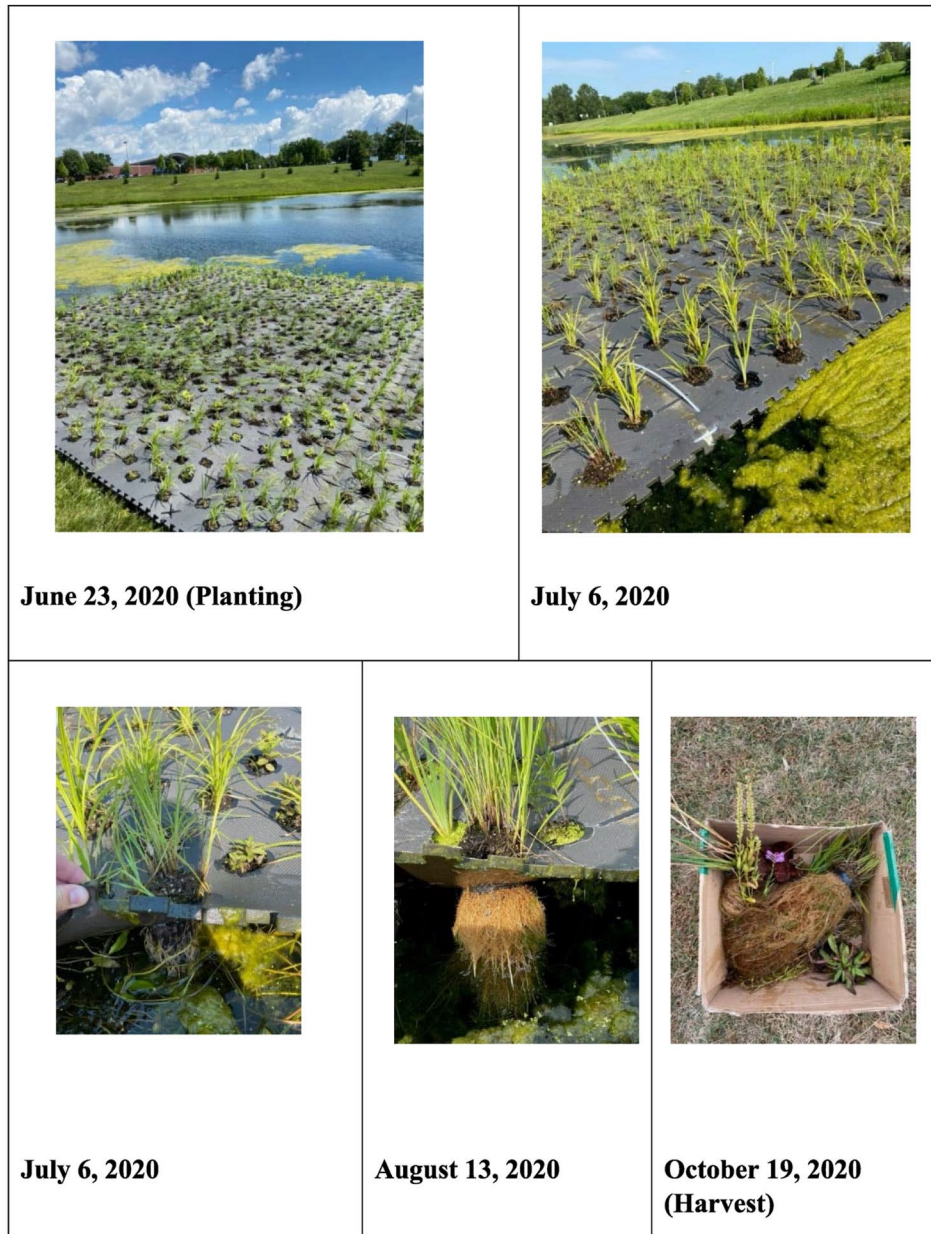 June 23, 2020 (Planting)
July 6, 2020
July 6, 2020
August 13, 2020
October 19, 2020
(Harvest)